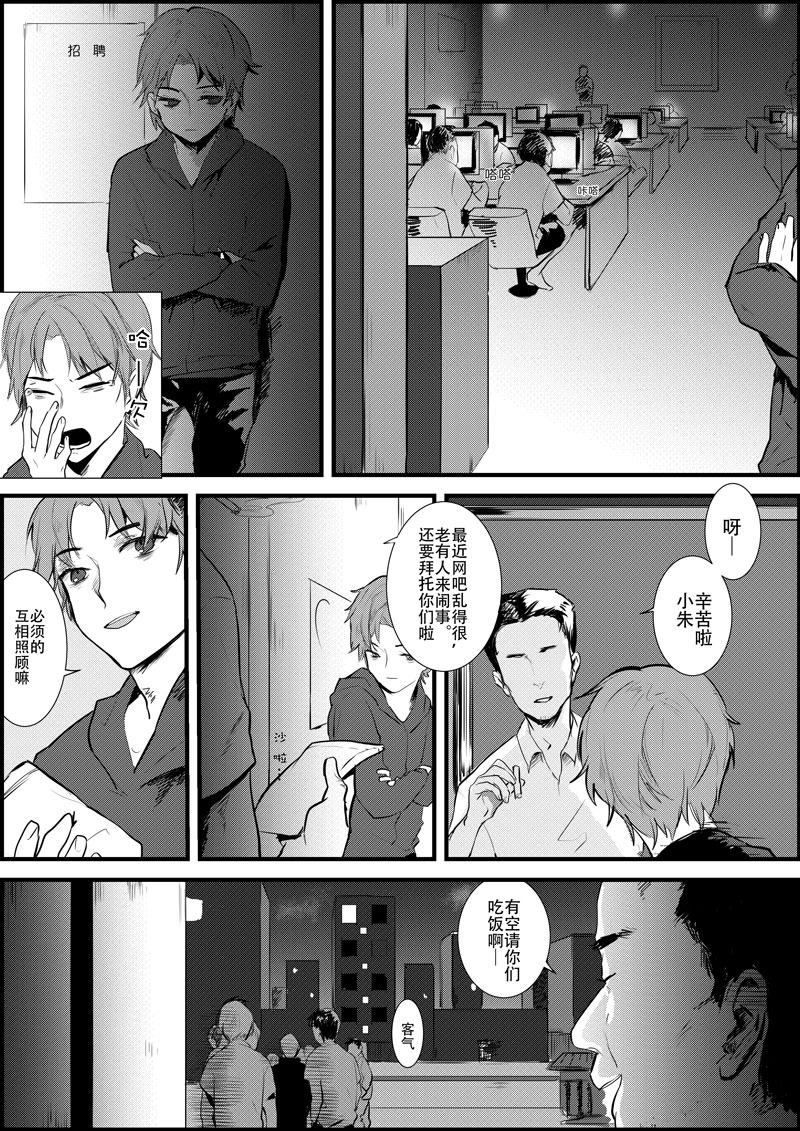 嗒嗒
咔嗒
招 聘
哈—欠
呀—
辛苦啦
小朱
最近网吧乱得很，
老有人来闹事。
还要拜托你们啦
沙啦…
必须的
互相照顾嘛
有空请你们
吃饭啊—
客气